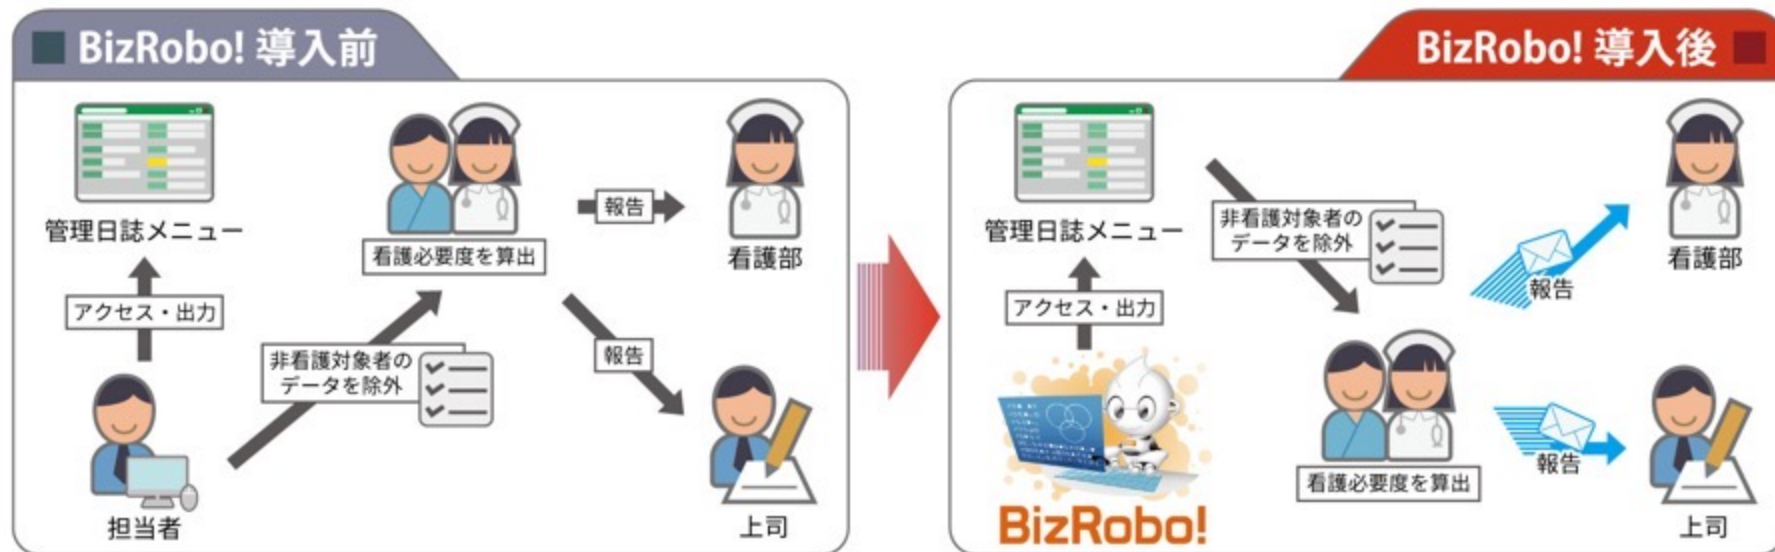 BizRobo! 導入前
管理日誌メニュー
アクセス・出力
担当者
非看護対象者の
データを除外
看護必要度を算出
報告
看護部
報告
上司
BizRobo! 導入後
管理日誌メニュー
アクセス・出力
BizRobo!
非看護対象者の
データを除外
看護必要度を算出
報告
看護部
報告
上司